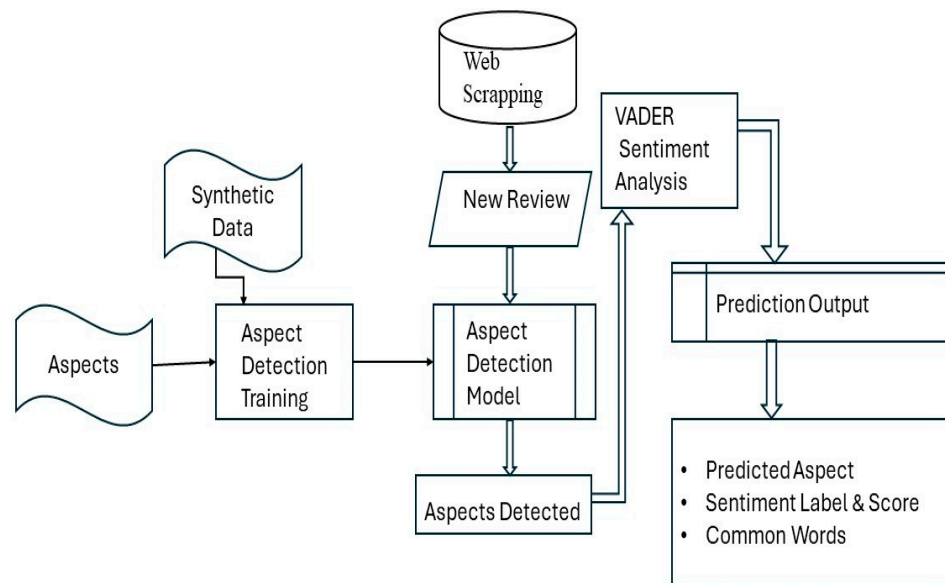 Web
Scrapping
New Review
Synthetic
Data
Aspects
Aspect
Detection
Training
Aspect
Detection
Model
Aspects Detected
VADER
Sentiment
Analysis
Prediction Output
• Predicted Aspect
• Sentiment Label & Score
• Common Words